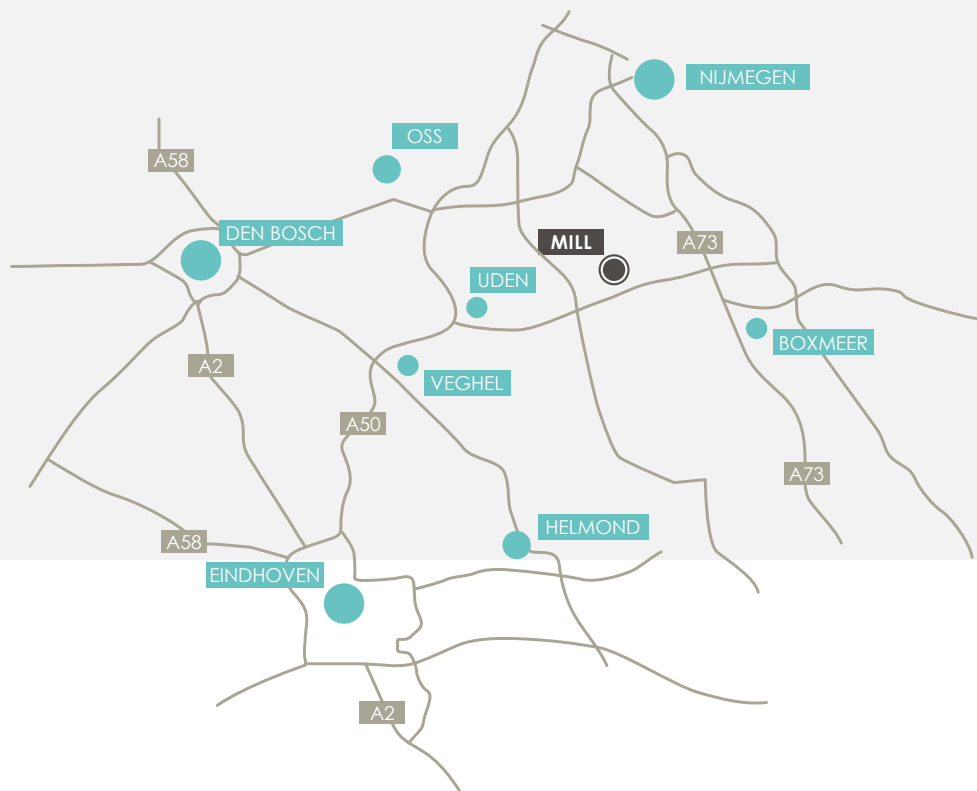 NIJMEGEN
OSS
A58
DEN BOSCH
MILL
A73
UDEN
BOXMEER
A2
VEGHEL
A50
A73
HELMOND
A58
EINDHOVEN
A2